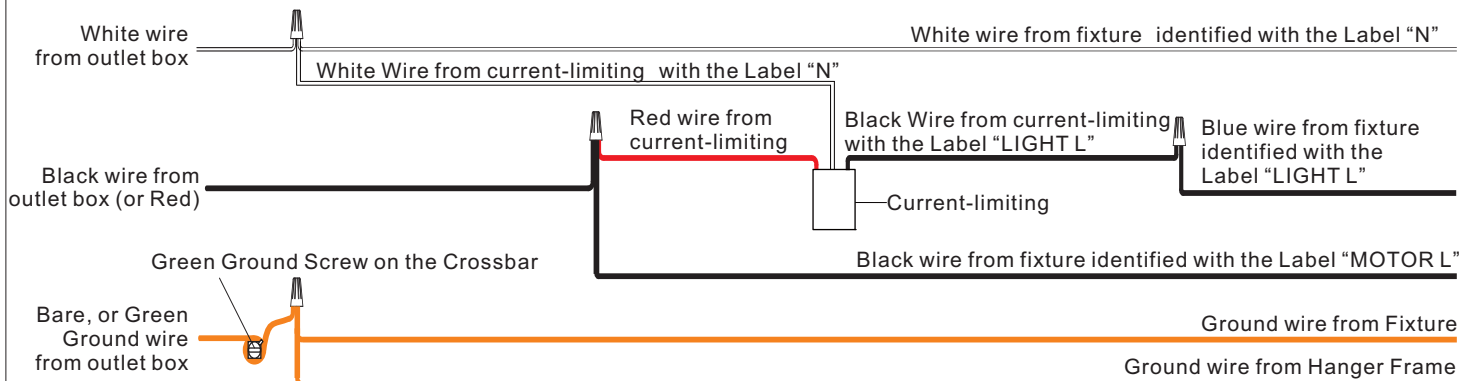 White wire
from outlet box
White wire from fixture identified with the Label “N”
White Wire from current-limiting with the Label “N”
Red wire from
current-limiting
Black Wire from current-limiting
with the Label “LIGHT L”
Blue wire from fixture
identified with the
Label “LIGHT L”
Black wire from
outlet box (or Red)
Current-limiting
Black wire from fixture identified with the Label “MOTOR L”
Green Ground Screw on the Crossbar
Bare, or Green
Ground wire
from outlet box
Ground wire from Fixture
Ground wire from Hanger Frame